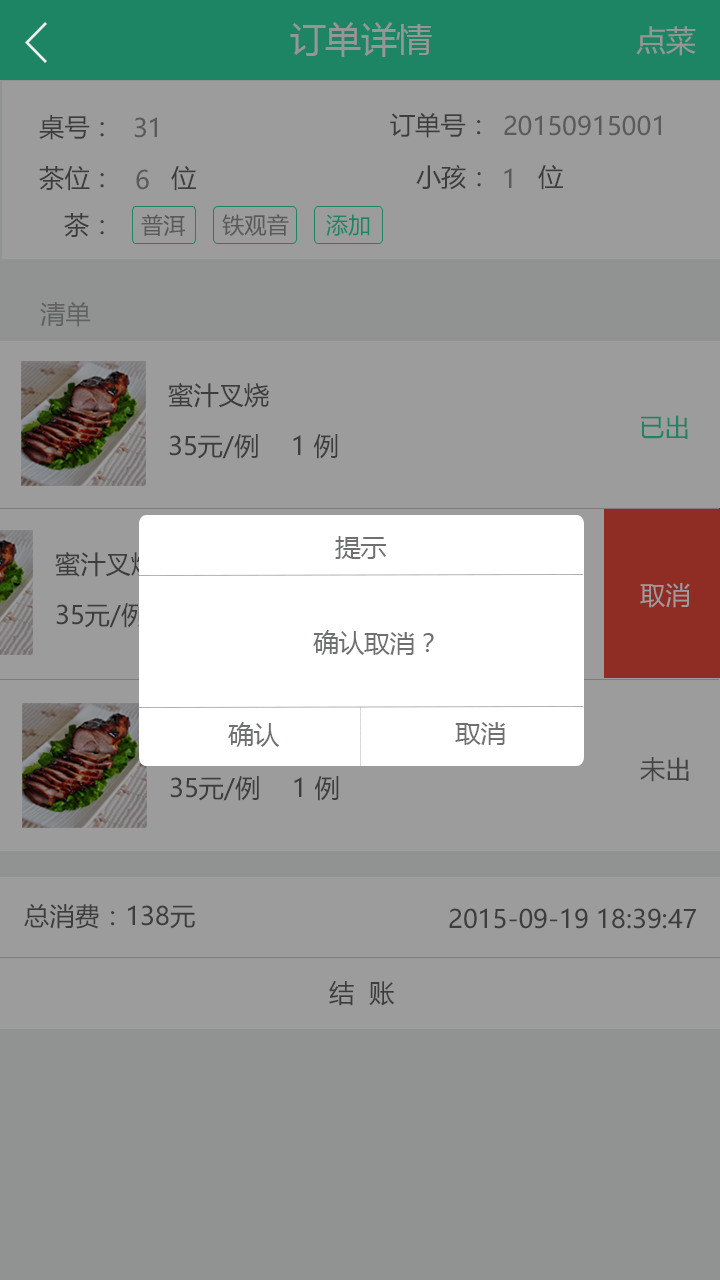 订单详情 点菜
桌号： 31 订单号： 20150915001
茶位： 6 位 小孩： 1 位
茶： 普洱 铁观音 添加
清单
蜜汁叉烧
35元/例 1 例
已出
蜜汁叉
35元/例
取消
提示
确认取消？
确认 取消
35元/例 1 例
未出
总消费：138元 2015-09-19 18:39:47
结 账